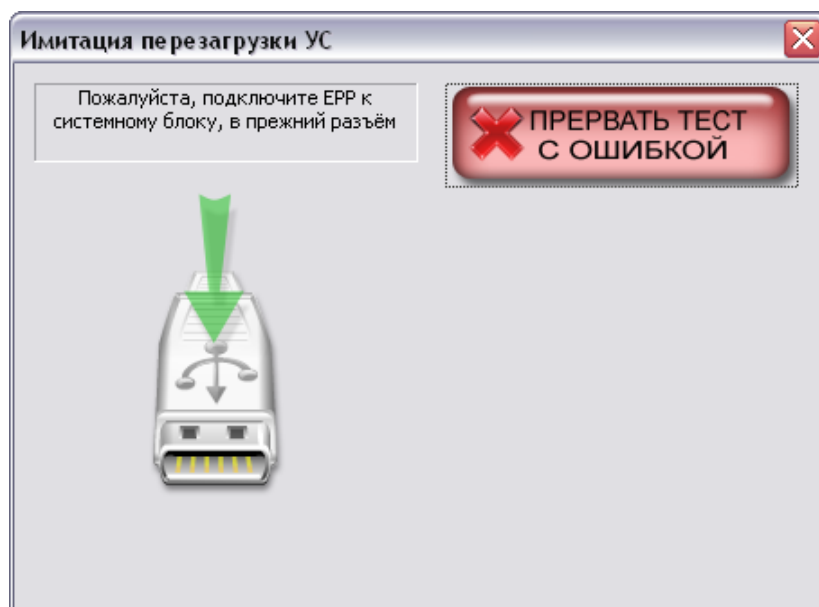 Имитация перезагрузки УС
Пожалуйста, подключите EPP к
системному блоку, в прежний разъём
ПРЕРВАТЬ ТЕСТ
С ОШИБКОЙ